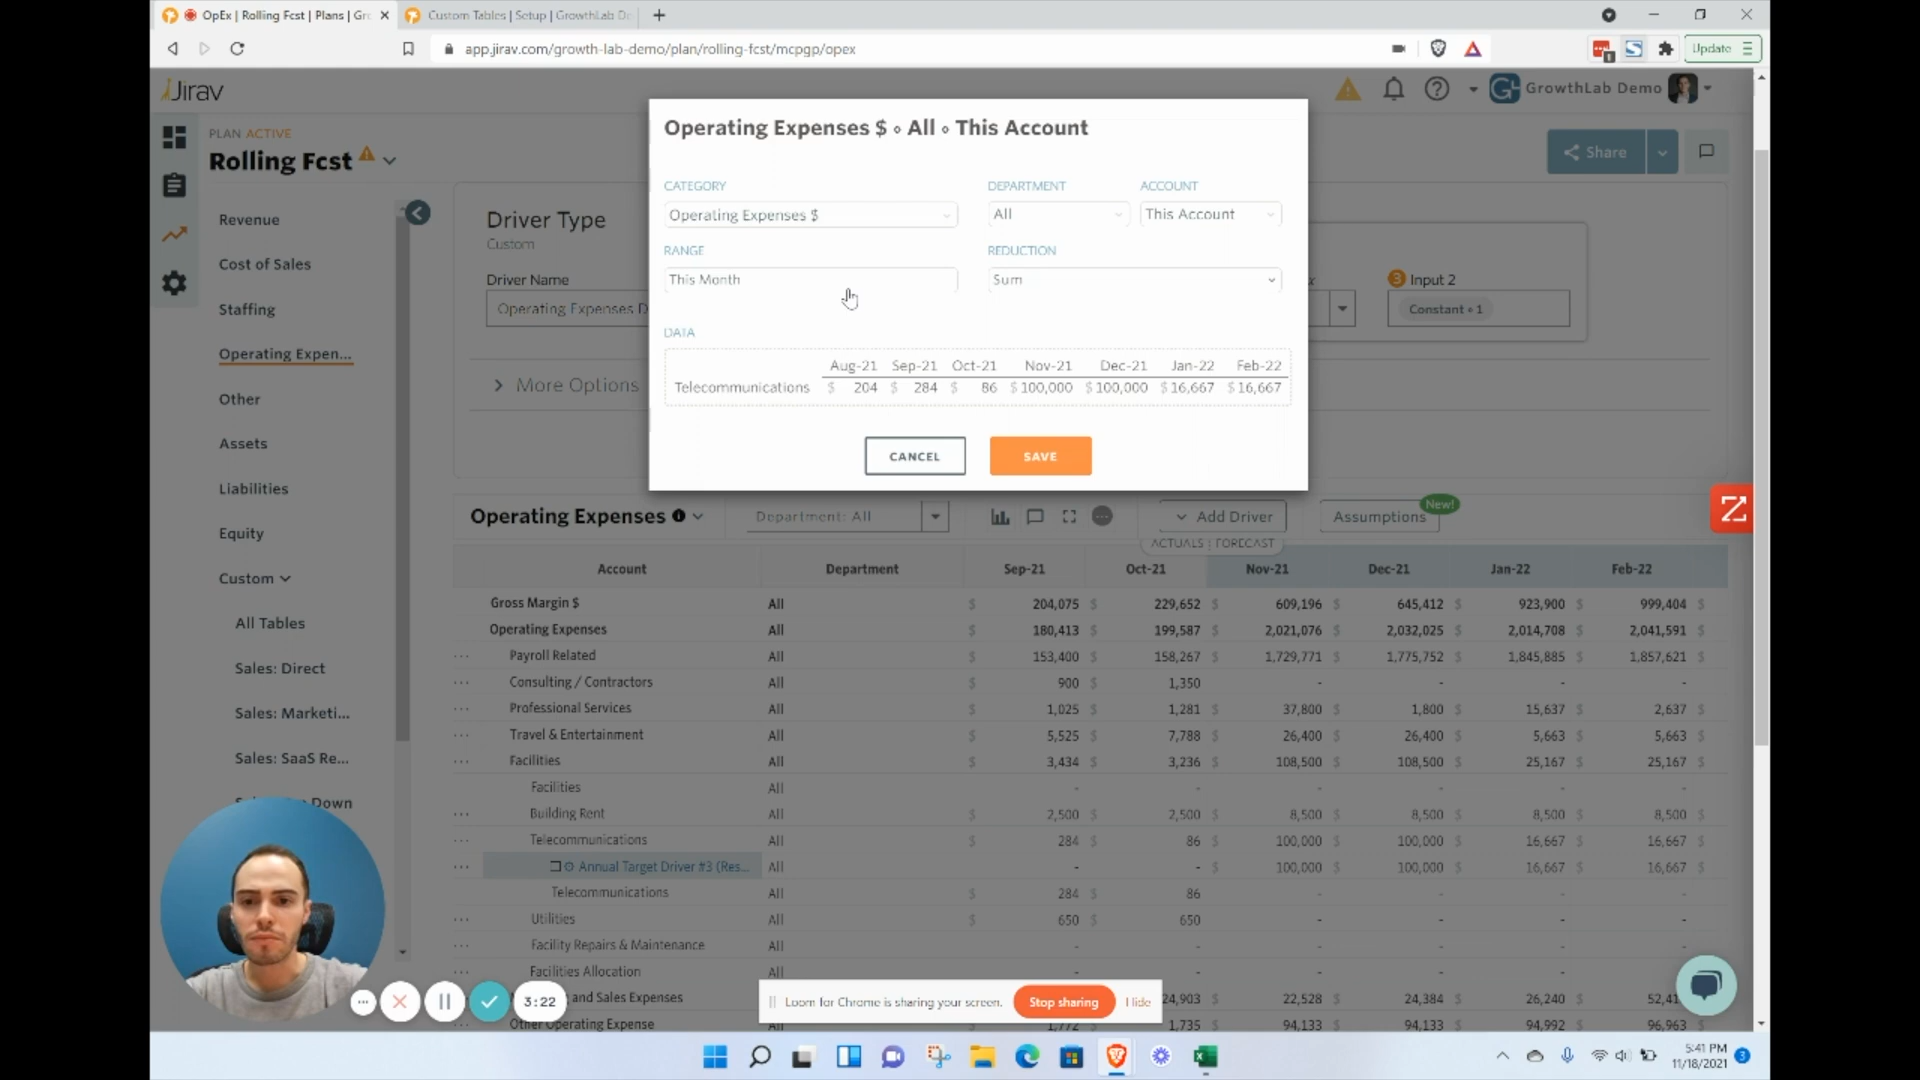 OpEx | Rolling Fcst | Plans | Gr
Custom Tables | Setup | GrowthLab De
app.jirav.com/growth-lab-demo/plan/rolling-fcst/mcpgp/opex
Update
Jirav
GrowthLab Demo
PLAN ACTIVE
Rolling Fcst
Share
Revenue
Cost of Sales
Staffing
Operating Expen...
Other
Assets
Liabilities
Equity
Custom
All Tables
Sales: Direct
Sales: Marketi...
Sales: SaaS Re...
Down
Driver Type
Custom
Driver Name
Operating Expenses D
More Options
3 Input 2
Constant • 1
Operating Expenses $ ∘ All ∘ This Account
CATEGORY DEPARTMENT ACCOUNT
Operating Expenses $ All This Account
RANGE REDUCTION
This Month Sum
DATA
Aug-21 Sep-21 Oct-21 Nov-21 Dec-21 Jan-22 Feb-22
Telecommunications $ 204 $ 284 $ 86 $ 100,000 $ 100,000 $ 16,667 $ 16,667
CANCEL SAVE
Operating Expenses Department: All Add Driver Assumptions New!
ACTUALS | FORECAST
Account Department Sep-21 Oct-21 Nov-21 Dec-21 Jan-22 Feb-22
Gross Margin $ All $ 204,075 $ 229,652 $ 609,196 $ 645,412 $ 923,900 $ 999,404 $
Operating Expenses All $ 180,413 $ 199,587 $ 2,021,076 $ 2,032,025 $ 2,014,708 $ 2,041,591 $
... Payroll Related All $ 153,400 $ 158,267 $ 1,729,771 $ 1,775,752 $ 1,845,885 $ 1,857,621 $
... Consulting / Contractors All $ 900 $ 1,350 - - - -
... Professional Services All $ 1,025 $ 1,281 $ 37,800 $ 1,800 $ 15,637 $ 2,637 $
... Travel & Entertainment All $ 5,525 $ 7,788 $ 26,400 $ 26,400 $ 5,663 $ 5,663 $
... Facilities All $ 3,434 $ 3,236 $ 108,500 $ 108,500 $ 25,167 $ 25,167 $
Facilities All - - - - - -
... Building Rent All $ 2,500 $ 2,500 $ 8,500 $ 8,500 $ 8,500 $ 8,500 $
... Telecommunications All $ 284 $ 86 $ 100,000 $ 100,000 $ 16,667 $ 16,667 $
... Annual Target Driver #3 (Res... All - - $ 100,000 $ 100,000 $ 16,667 $ 16,667 $
Telecommunications All $ 284 $ 86 - - - -
... Utilities All $ 650 $ 650 - - - -
... Facility Repairs & Maintenance All - - - - - -
... Facilities Allocation All - - - - - -
and Sales Expenses 24,903 $ 22,528 $ 24,384 $ 26,240 $ 52,41
Other Operating Expense All $ 1,772 $ 1,735 $ 94,133 $ 94,133 $ 94,992 $ 96,963 $
3:22
Loom for Chrome is sharing your screen. Stop sharing Hide
5:41 PM
11/18/2021
3